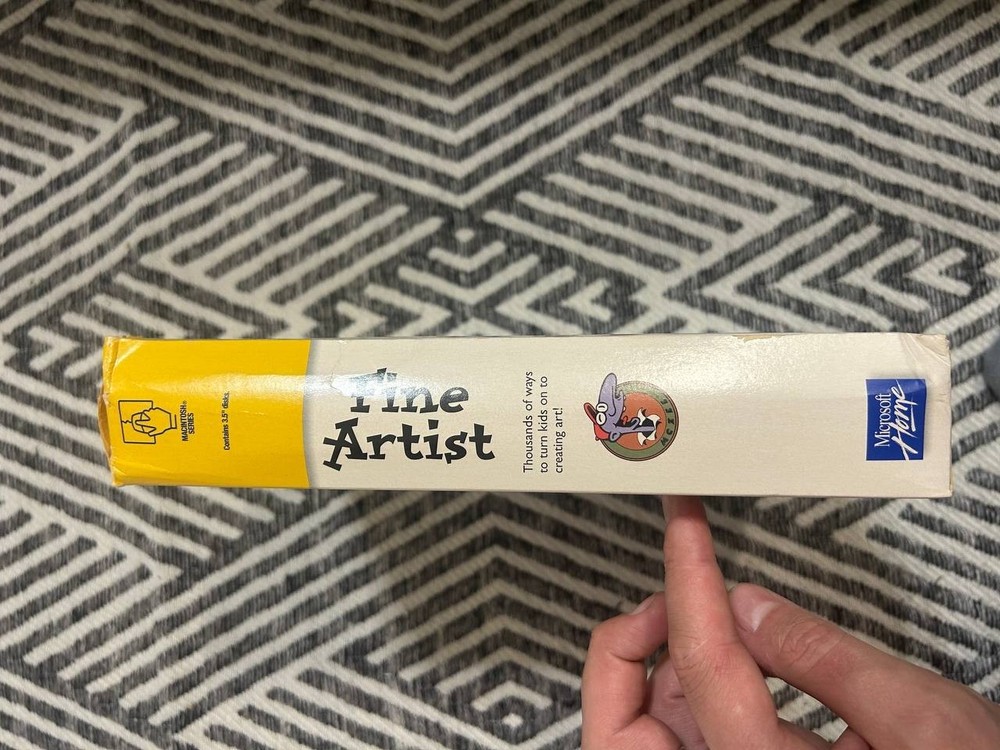 MACINTOSH®
SERIES
Contains 3.5" disks.
Fine
Artist
Thousands of ways
to turn kids on to
creating art!
Microsoft
Home